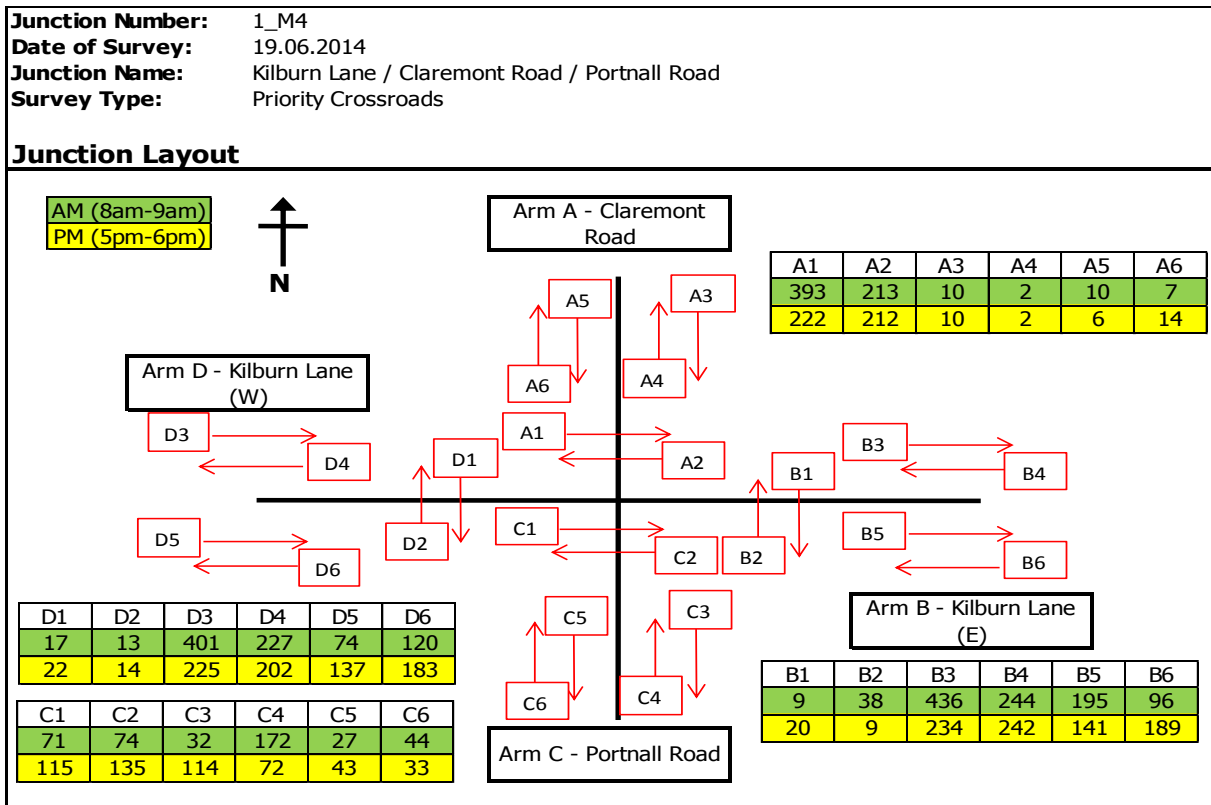 Junction Number: 1_M4
Date of Survey: 19.06.2014
Junction Name: Kilburn Lane / Claremont Road / Portnall Road
Survey Type: Priority Crossroads
Junction Layout
AM (8am-9am)
PM (5pm-6pm)
N
Arm A - Claremont
Road
A1 A2 A3 A4 A5 A6
393 213 10 2 10 7
222 212 10 2 6 14
A5
A3
A6
A4
Arm D - Kilburn Lane
(W)
D3
D4
D1
D2
A1
A2
B3
B4
B1
B2
D5
D6
C1
C2
B5
B6
C5
C3
C6
C4
Arm B - Kilburn Lane
(E)
D1 D2 D3 D4 D5 D6
17 13 401 227 74 120
22 14 225 202 137 183
B1 B2 B3 B4 B5 B6
9 38 436 244 195 96
20 9 234 242 141 189
C1 C2 C3 C4 C5 C6
71 74 32 172 27 44
115 135 114 72 43 33
Arm C - Portnall Road